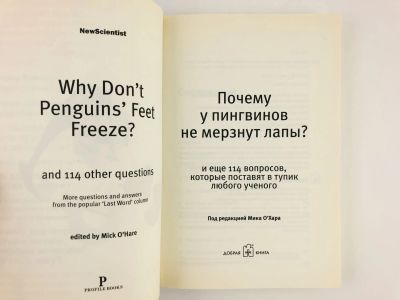 NewScientist
Why Don't
Penguins' Feet
Freeze?
and 114 other questions
More questions and answers
from the popular 'Last Word' column
edited by Mick O'Hare
P
PROFILE BOOKS
Почему
у пингвинов
не мерзнут лапы?
и еще 114 вопросов,
которые поставят в тупик
любого ученого
Под редакцией Мика О'Хара
ДОБРАЯ КНИГА